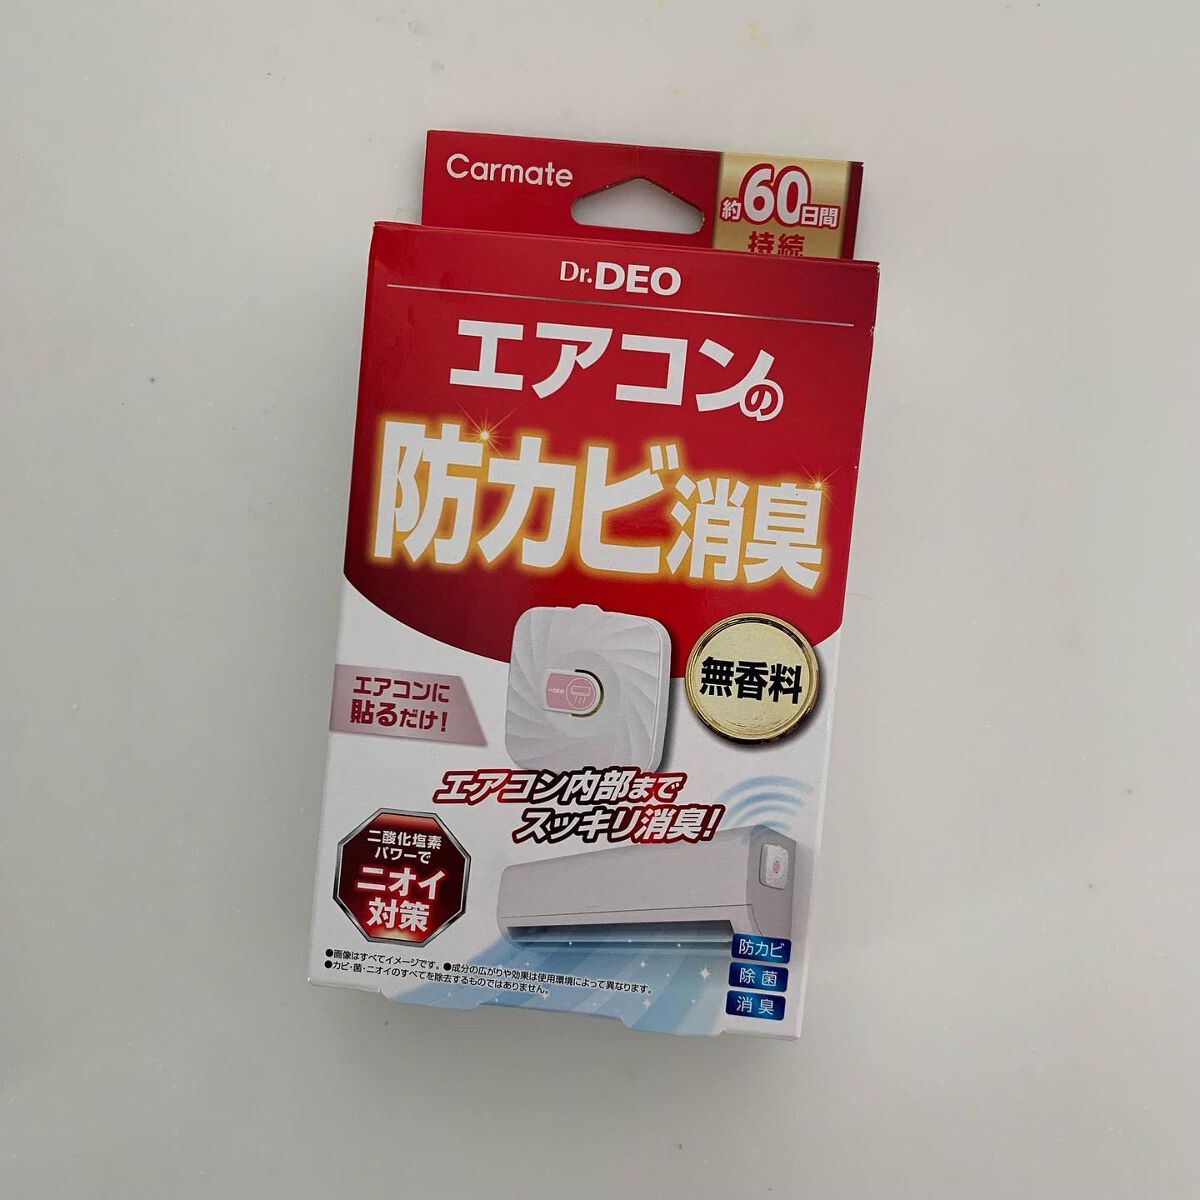 Carmate
約60日間
持続
Dr.DEO
エアコンの
防カビ消臭
無香料
エアコンに
貼るだけ!
エアコン内部まで
スッキリ消臭!
二酸化塩素
パワーで
ニオイ
対策
防カビ
除菌
消臭
●画像はすべてイメージです。●成分の広がりや効果は使用環境によって異なります。
●カビ・菌・ニオイのすべてを除去するものではありません。